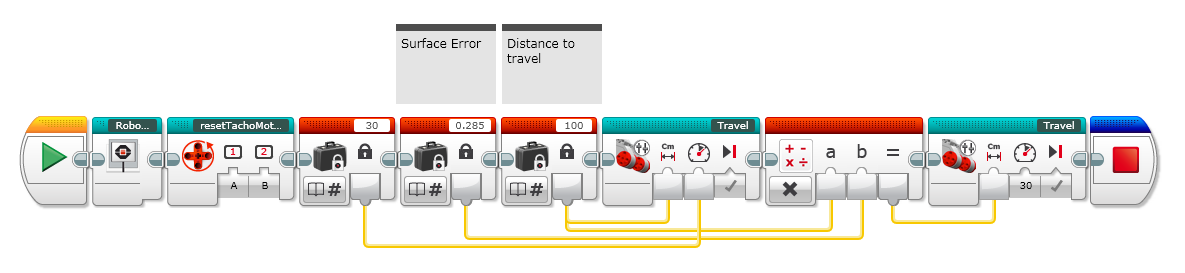 Surface Error
Distance to
travel
Robo...
resetTachoMot...
30
0.285
100
Travel
Travel
1 2
Cm
a b =
Cm
A B
#
#
#
30